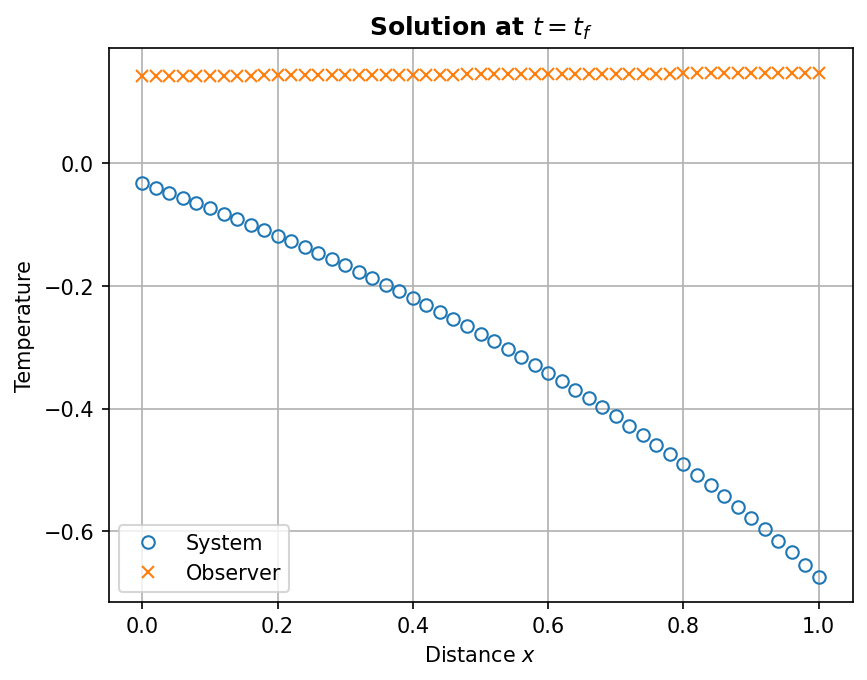 Solution at t = t_f
Temperature
0.0
−0.2
−0.4
−0.6
System
Observer
0.0 0.2 0.4 0.6 0.8 1.0
Distance x